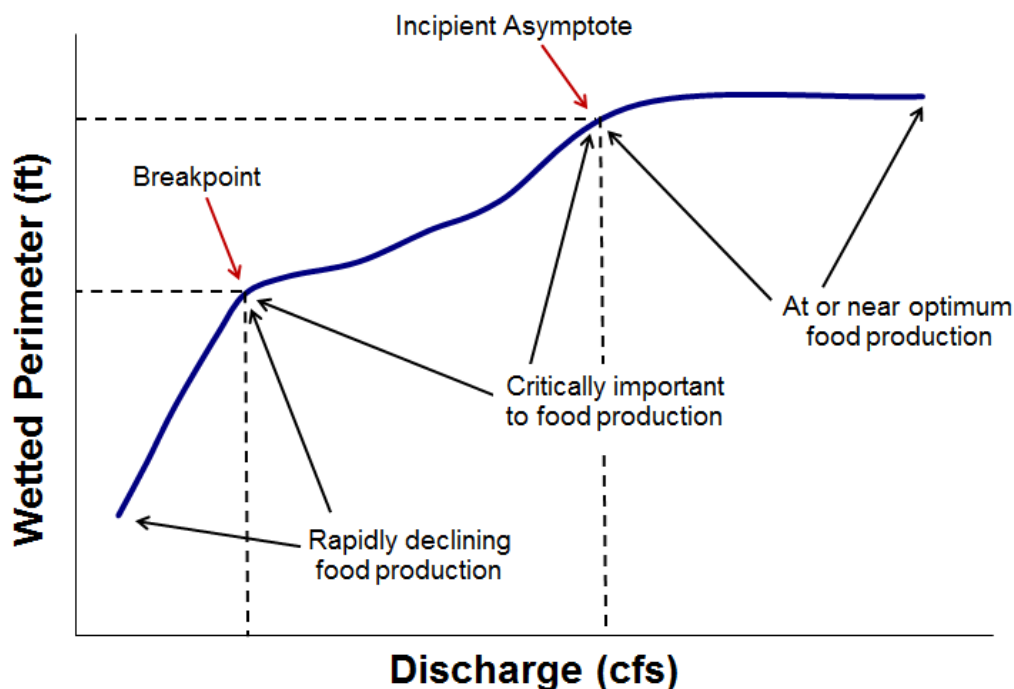 Incipient Asymptote
Breakpoint
Wetted Perimeter (ft)
At or near optimum
food production
Critically important
to food production
Rapidly declining
food production
Discharge (cfs)